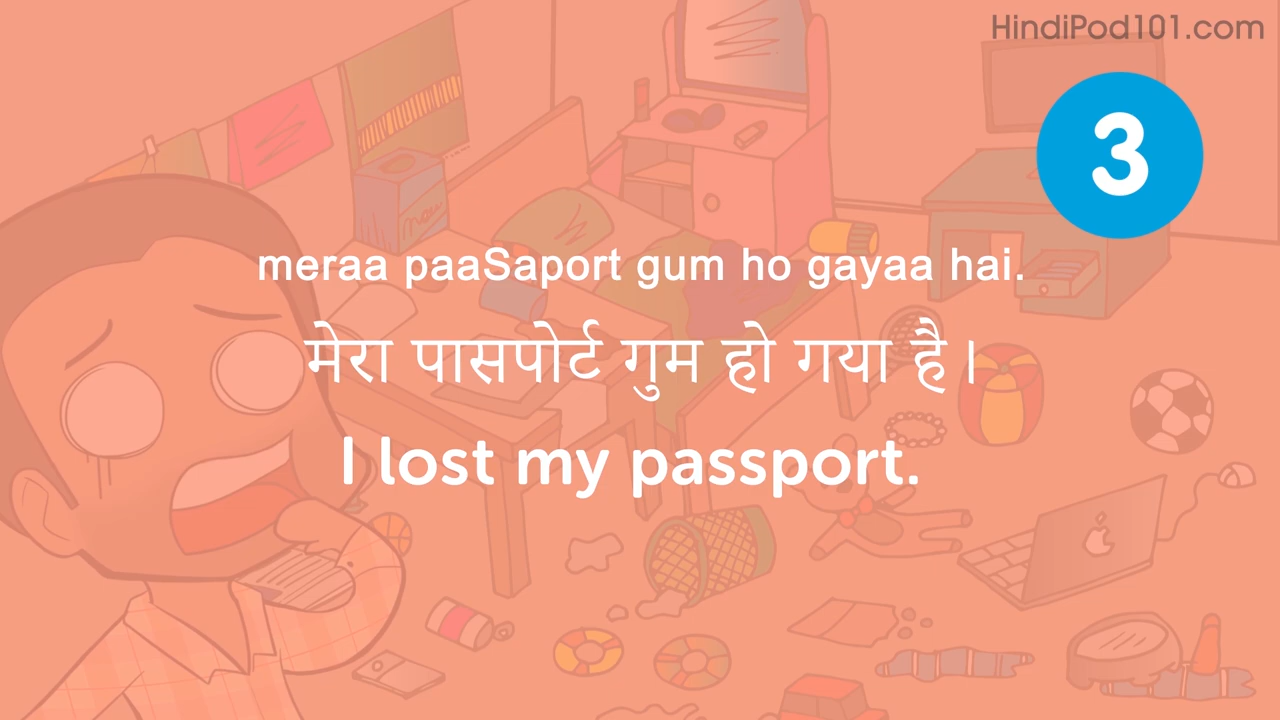 HindiPod101.com
3
meraa paaSaport gum ho gayaa hai.
मेरा पासपोर्ट गुम हो गया है।
I lost my passport.